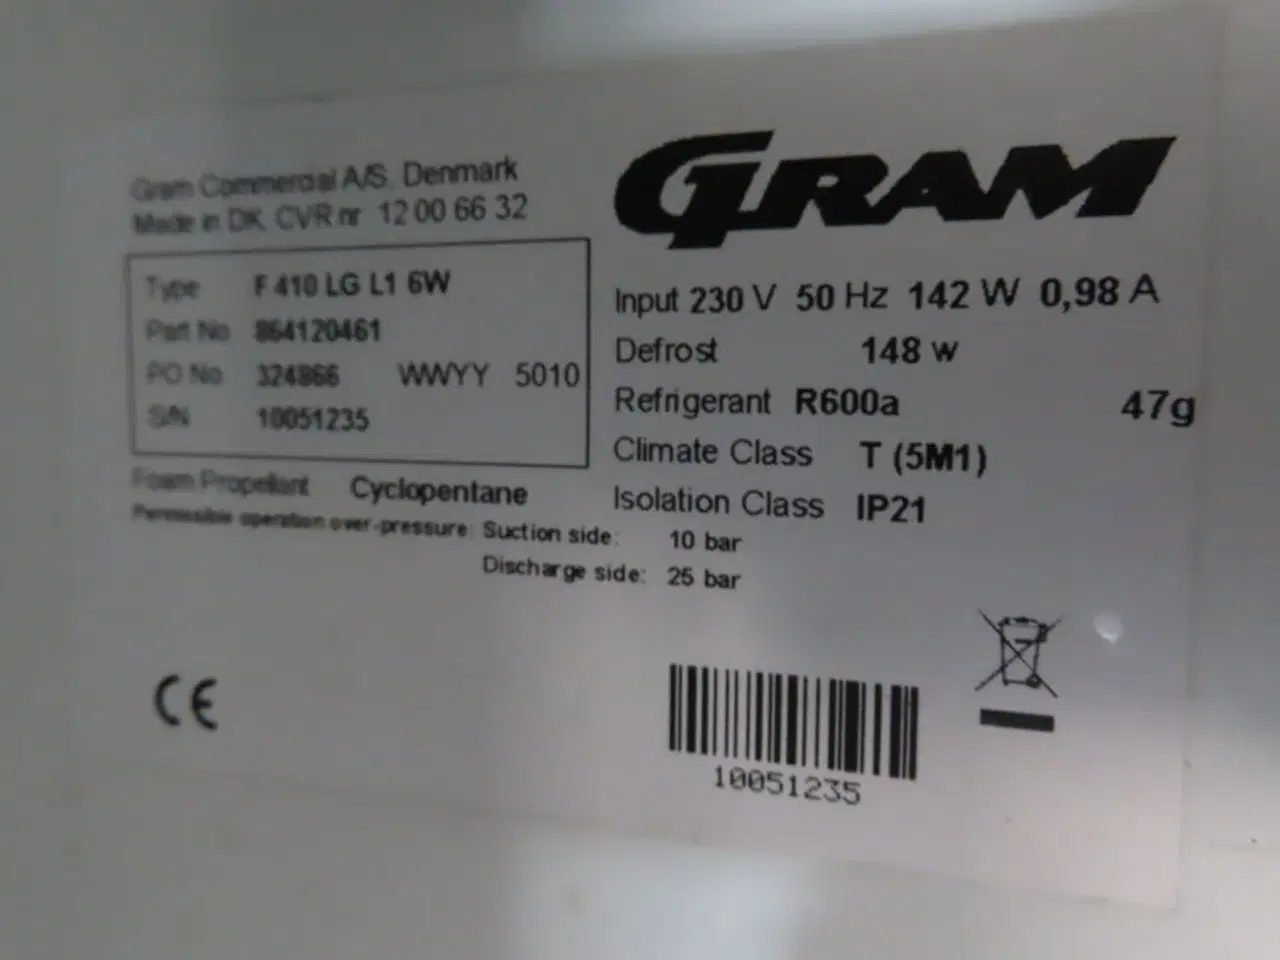 Gram Commercial A/S. Denmark
Made in DK. CVR nr 12 00 66 32
GRAM
Type F 410 LG L1 6W
Part No 864120461
PO No 324866 WWYY 5010
S/N 10051235
Input 230 V 50 Hz 142 W 0,98 A
Defrost 148 w
Refrigerant R600a 47g
Climate Class T (5M1)
Isolation Class IP21
Foam Propellant Cyclopentane
Permissible operation over-pressure: Suction side: 10 bar
Discharge side: 25 bar
CE
10051235